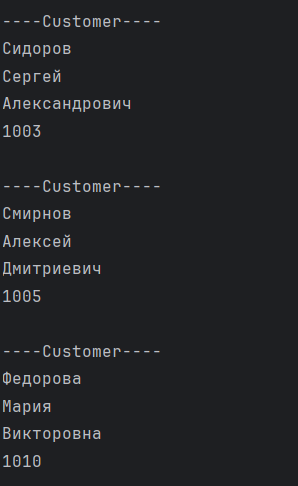 ----Customer----
Сидоров
Сергей
Александрович
1003

----Customer----
Смирнов
Алексей
Дмитриевич
1005

----Customer----
Федорова
Мария
Викторовна
1010